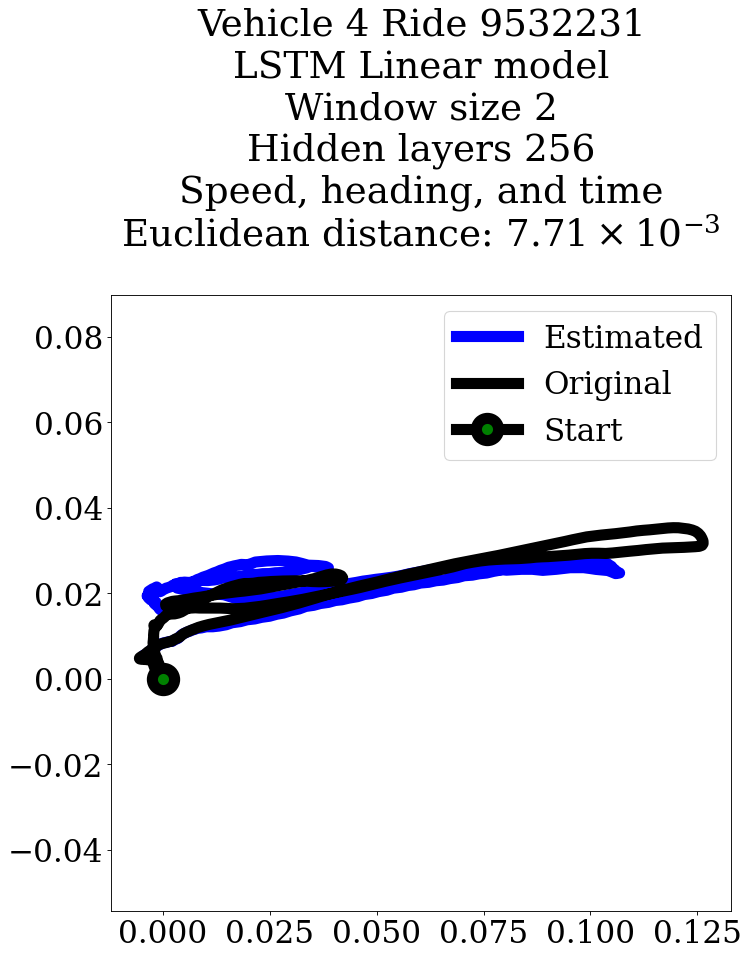 Vehicle 4 Ride 9532231
LSTM Linear model
Window size 2
Hidden layers 256
Speed, heading, and time
Euclidean distance: 7.71 × 10⁻³
Estimated
Original
Start
0.08
0.06
0.04
0.02
0.00
−0.02
−0.04
0.000 0.025 0.050 0.075 0.100 0.125